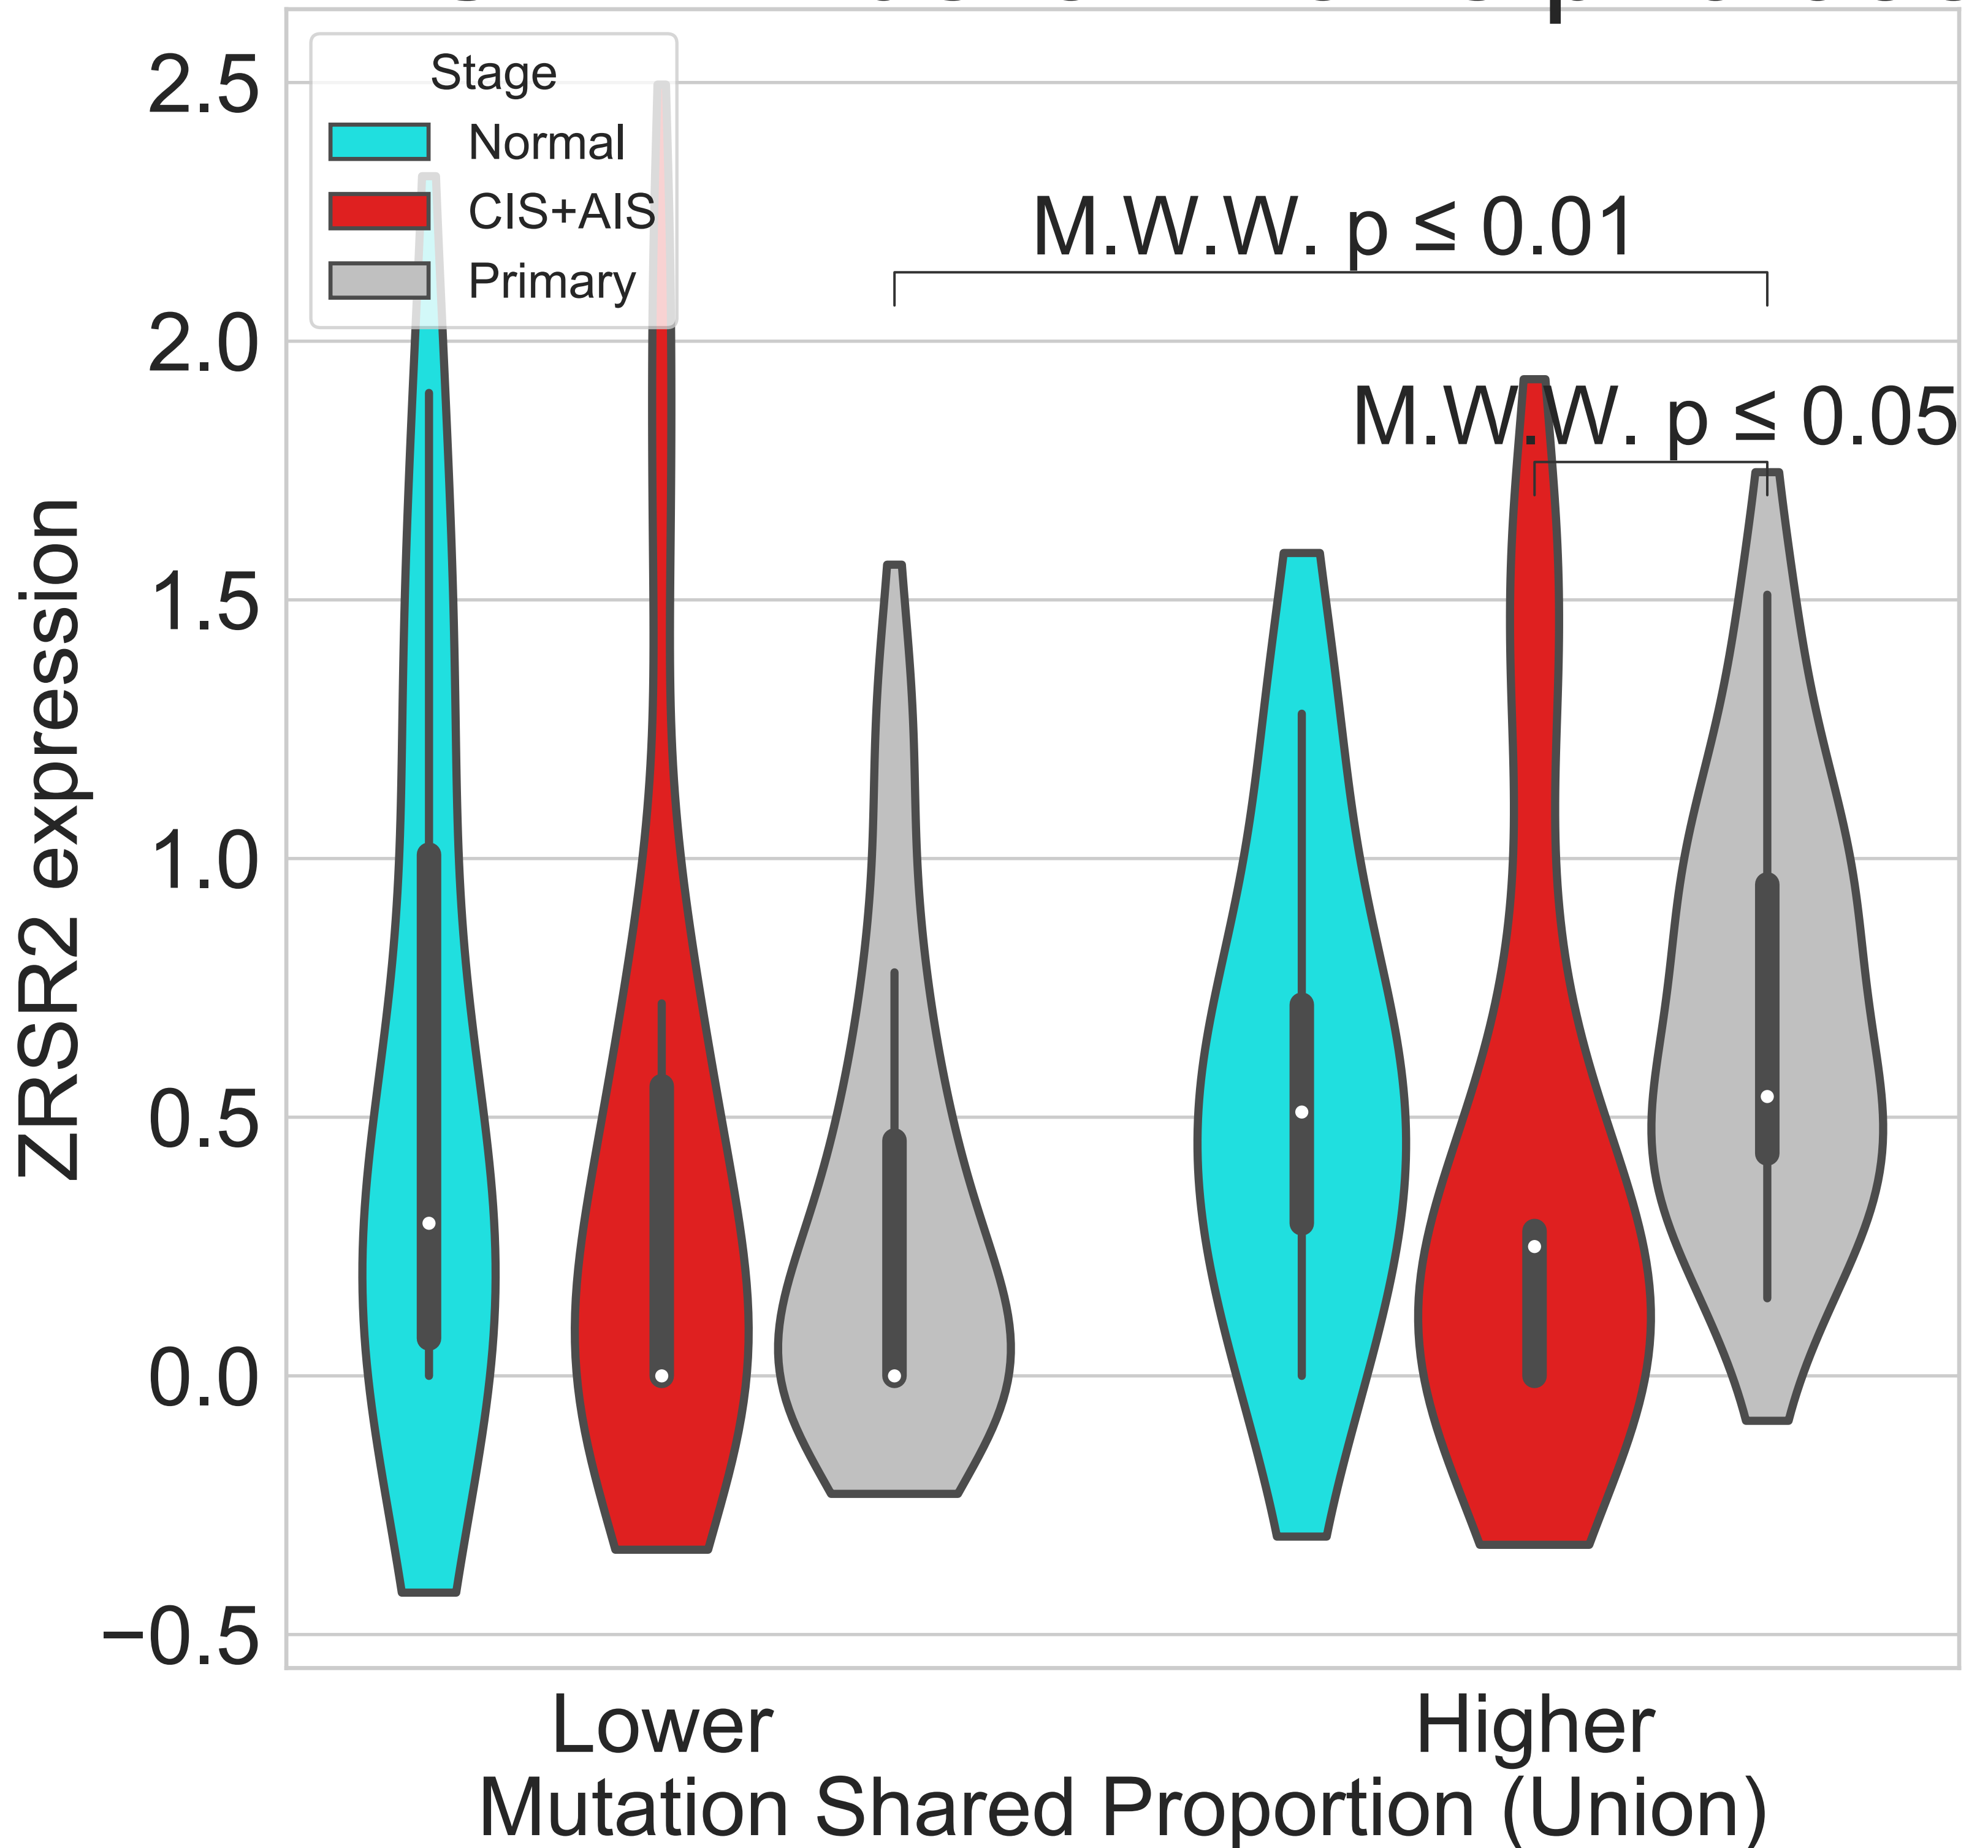 2.5
2.0
1.5
1.0
0.5
0.0
−0.5
ZRSR2 expression
Stage
Normal
CIS+AIS
Primary
M.W.W. p ≤ 0.01
M.W.W. p ≤ 0.05
Lower
Higher
Mutation Shared Proportion (Union)